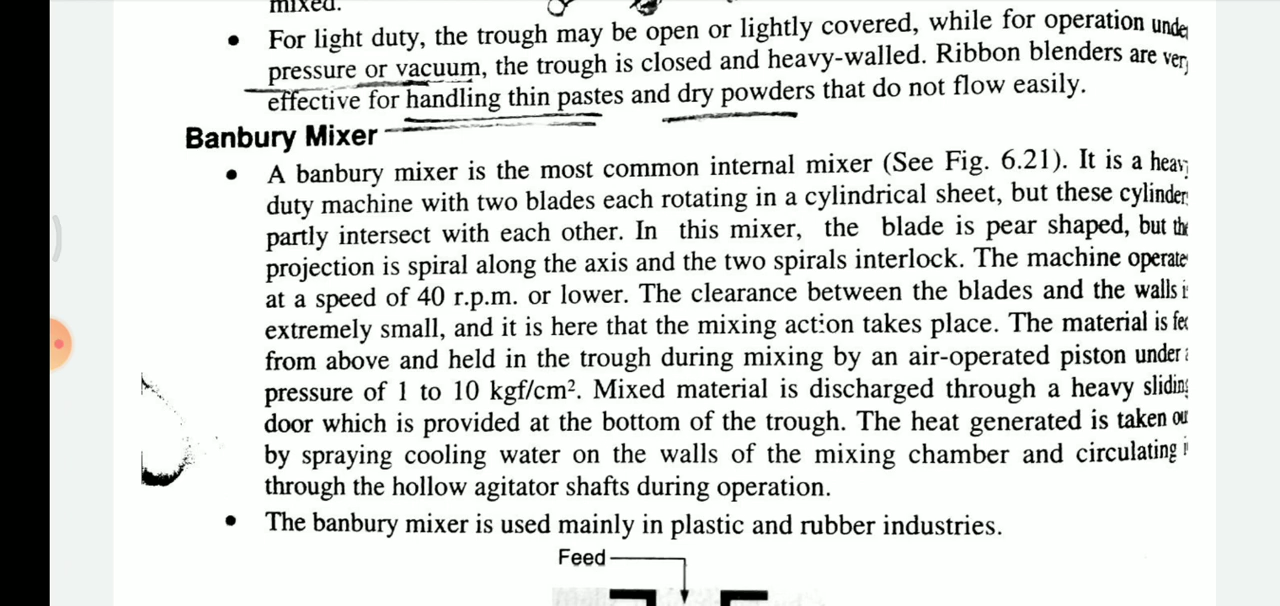 mixed.
• For light duty, the trough may be open or lightly covered, while for operation unde
pressure or vacuum, the trough is closed and heavy-walled. Ribbon blenders are ver
effective for handling thin pastes and dry powders that do not flow easily.
Banbury Mixer
• A banbury mixer is the most common internal mixer (See Fig. 6.21). It is a heav
duty machine with two blades each rotating in a cylindrical sheet, but these cylinder
partly intersect with each other. In this mixer, the blade is pear shaped, but the
projection is spiral along the axis and the two spirals interlock. The machine operate
at a speed of 40 r.p.m. or lower. The clearance between the blades and the walls i
extremely small, and it is here that the mixing action takes place. The material is fe
from above and held in the trough during mixing by an air-operated piston under a
pressure of 1 to 10 kgf/cm². Mixed material is discharged through a heavy sliding
door which is provided at the bottom of the trough. The heat generated is taken ou
by spraying cooling water on the walls of the mixing chamber and circulating i
through the hollow agitator shafts during operation.
• The banbury mixer is used mainly in plastic and rubber industries.
Feed